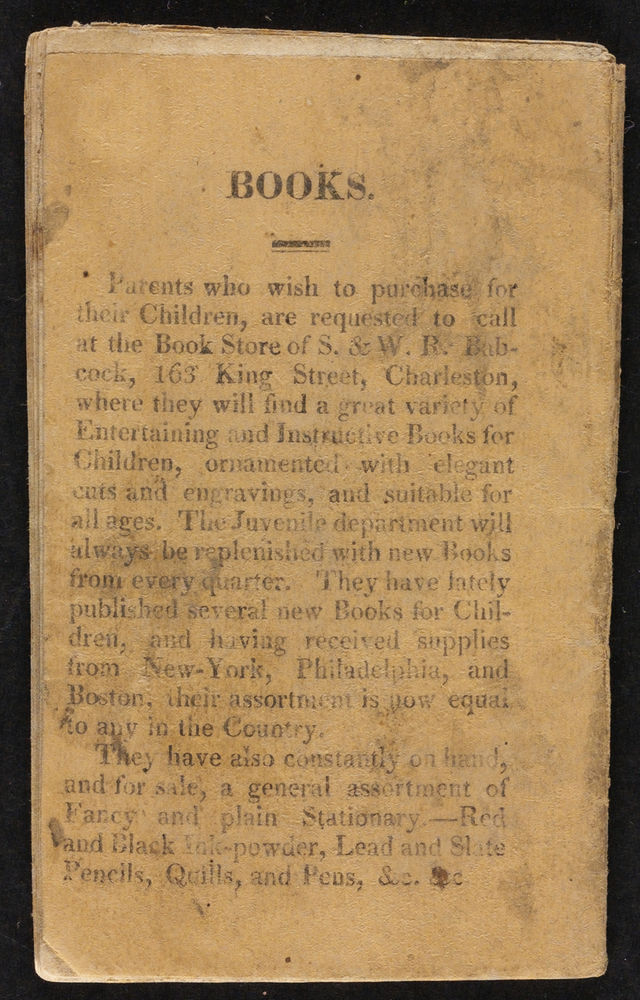 BOOKS.
Parents who wish to purchase for
their Children, are requested to call
at the Book Store of S. & W. R. Bab-
cock, 163 King Street, Charleston,
where they will find a great variety of
Entertaining and Instructive Books for
Children, ornamented with elegant
cuts and engravings, and suitable for
all ages. The Juvenile department will
always be replenished with new Books
from every quarter. They have lately
published several new Books for Chil-
dren, and having received supplies
from New-York, Philadelphia, and
Boston, their assortment is now equal
to any in the Country.
They have also constantly on hand,
and for sale, a general assortment of
Fancy and plain Stationary.—Red
and Black Ink-powder, Lead and Slate
Pencils, Quills, and Pens, &c. &c